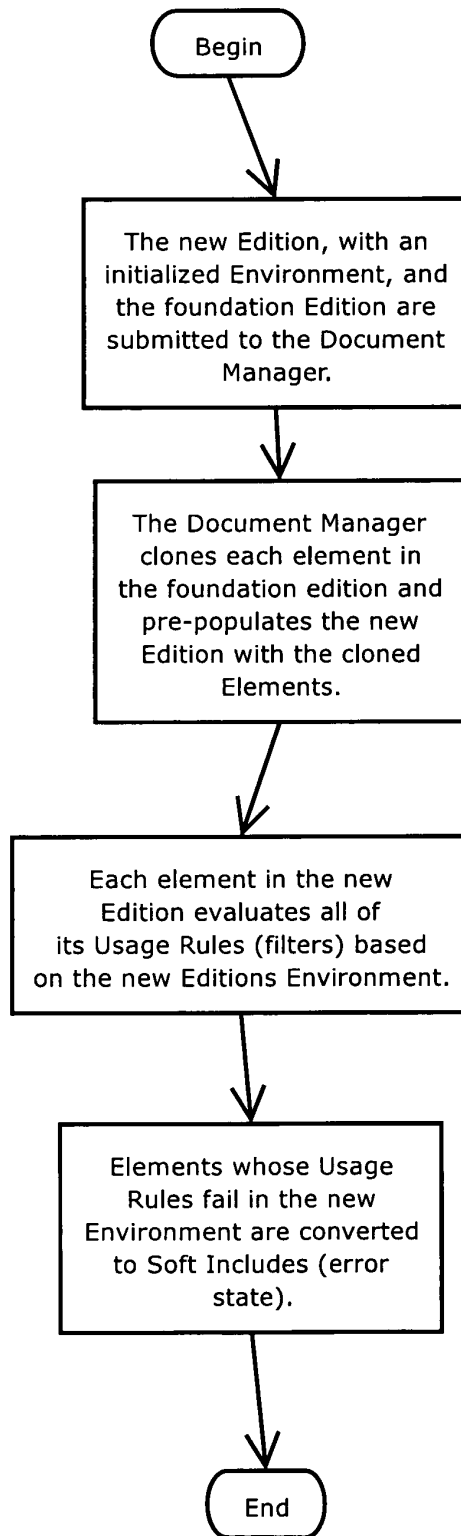 Begin
The new Edition, with an
initialized Environment, and
the foundation Edition are
submitted to the Document
Manager.
The Document Manager
clones each element in
the foundation edition and
pre-populates the new
Edition with the cloned
Elements.
Each element in the new
Edition evaluates all of
its Usage Rules (filters) based
on the new Editions Environment.
Elements whose Usage
Rules fail in the new
Environment are converted
to Soft Includes (error
state).
End